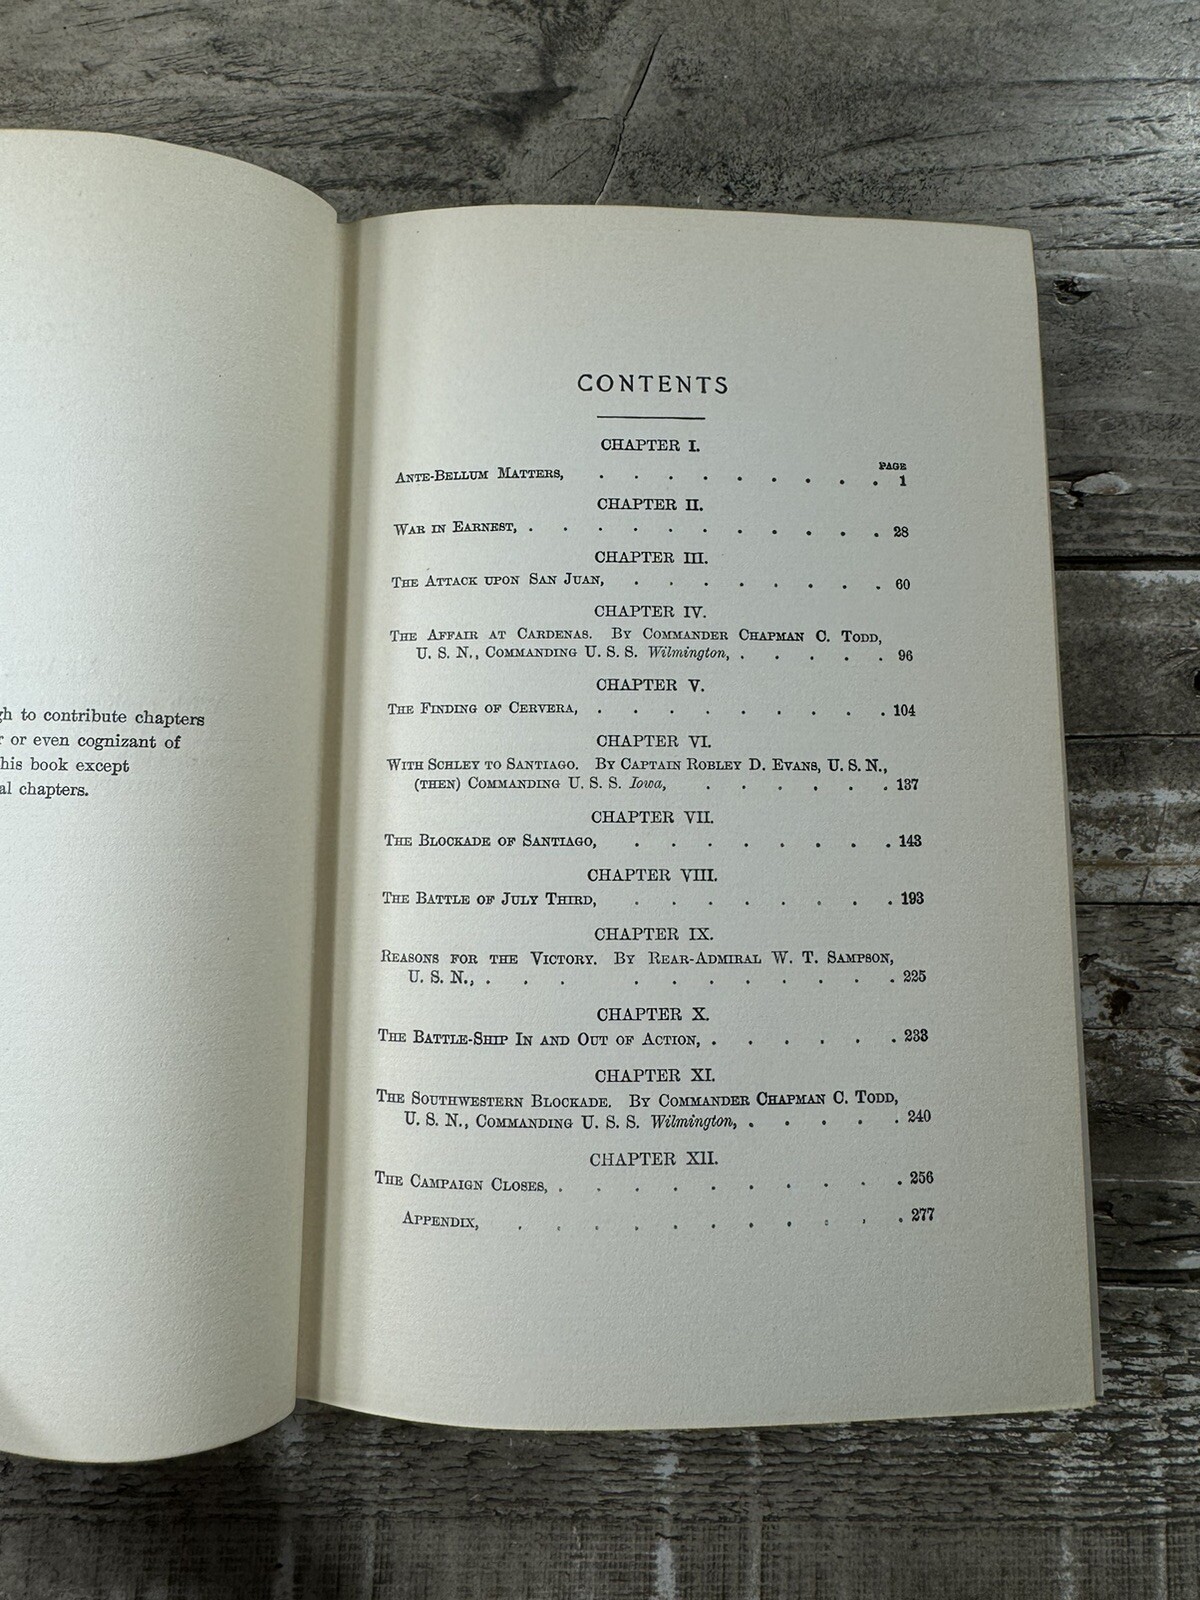 gh to contribute chapters
or even cognizant of
his book except
al chapters.
CONTENTS
CHAPTER I.
PAGE
ANTE-BELLUM MATTERS, . . . . . . . . . 1
CHAPTER II.
WAR IN EARNEST, . . . . . . . . . . . 28
CHAPTER III.
THE ATTACK UPON SAN JUAN, . . . . . . . . 60
CHAPTER IV.
THE AFFAIR AT CARDENAS. BY COMMANDER CHAPMAN C. TODD,
U. S. N., COMMANDING U. S. S. Wilmington, . . . . . 96
CHAPTER V.
THE FINDING OF CERVERA, . . . . . . . . . 104
CHAPTER VI.
WITH SCHLEY TO SANTIAGO. BY CAPTAIN ROBLEY D. EVANS, U. S. N.,
(THEN) COMMANDING U. S. S. Iowa, . . . . . . 137
CHAPTER VII.
THE BLOCKADE OF SANTIAGO, . . . . . . . . 143
CHAPTER VIII.
THE BATTLE OF JULY THIRD, . . . . . . . . 193
CHAPTER IX.
REASONS FOR THE VICTORY. BY REAR-ADMIRAL W. T. SAMPSON,
U. S. N., . . . . . . . . . . . 225
CHAPTER X.
THE BATTLE-SHIP IN AND OUT OF ACTION, . . . . . . 233
CHAPTER XI.
THE SOUTHWESTERN BLOCKADE. BY COMMANDER CHAPMAN C. TODD,
U. S. N., COMMANDING U. S. S. Wilmington, . . . . . 240
CHAPTER XII.
THE CAMPAIGN CLOSES, . . . . . . . . . . 256
APPENDIX, . . . . . . . . . . . 277